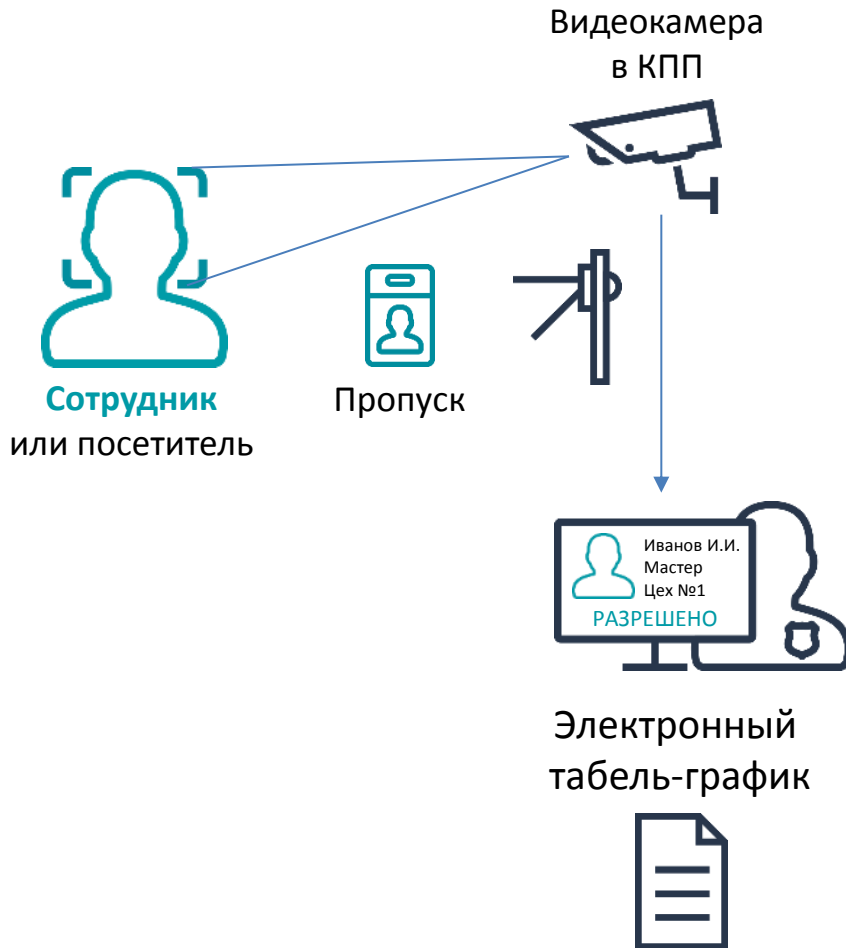 Видеокамера
в КПП
Сотрудник
или посетитель
Пропуск
Иванов И.И.
Мастер
Цех №1
РАЗРЕШЕНО
Электронный
табель-график